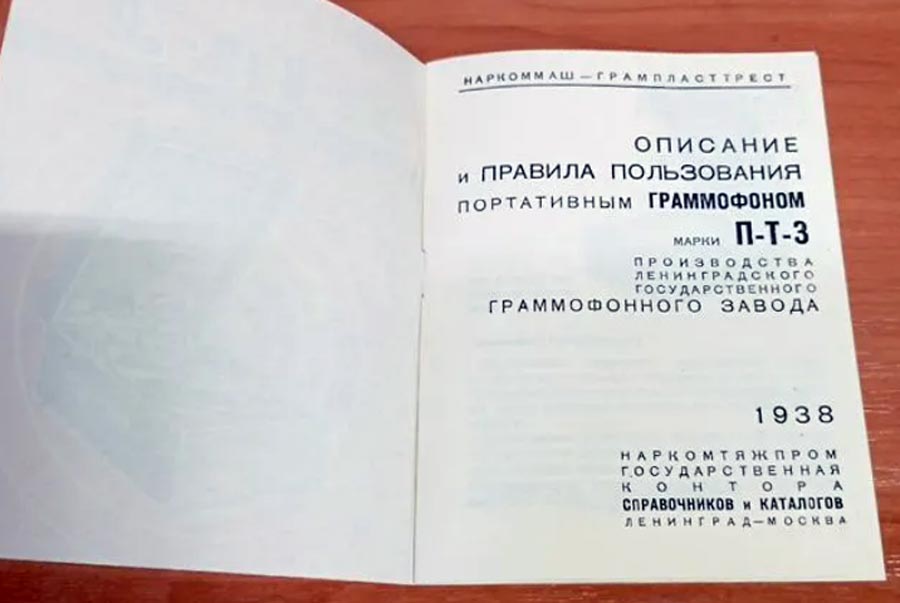 НАРКОММАШ — ГРАМПЛАСТТРЕСТ
ОПИСАНИЕ
и ПРАВИЛА ПОЛЬЗОВАНИЯ
ПОРТАТИВНЫМ ГРАММОФОНОМ
МАРКИ П-Т-3
ПРОИЗВОДСТВА
ЛЕНИНГРАДСКОГО
ГОСУДАРСТВЕННОГО
ГРАММОФОННОГО ЗАВОДА
1938
НАРКОМТЯЖПРОМ
ГОСУДАРСТВЕННАЯ
КОНТОРА
СПРАВОЧНИКОВ и КАТАЛОГОВ
ЛЕНИНГРАД—МОСКВА